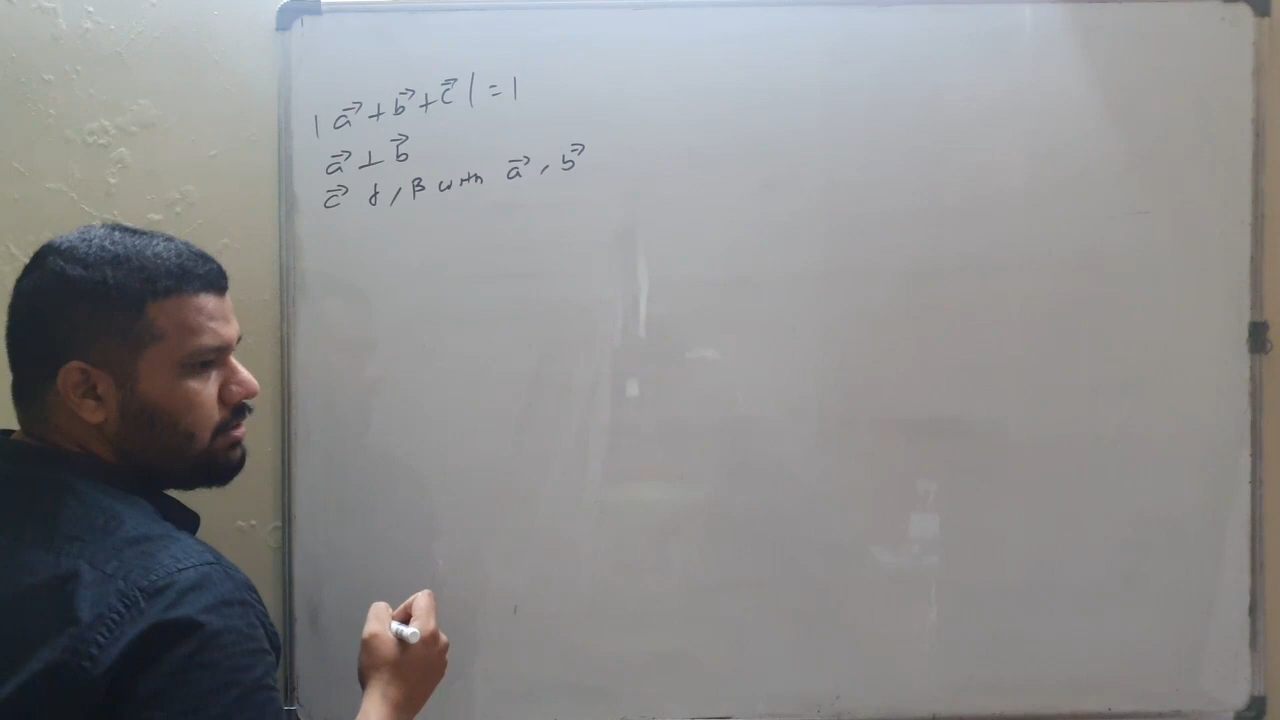 |a⃗ + b⃗ + c⃗| = 1
a⃗ ⊥ b⃗
c⃗ α, β with a⃗, b⃗